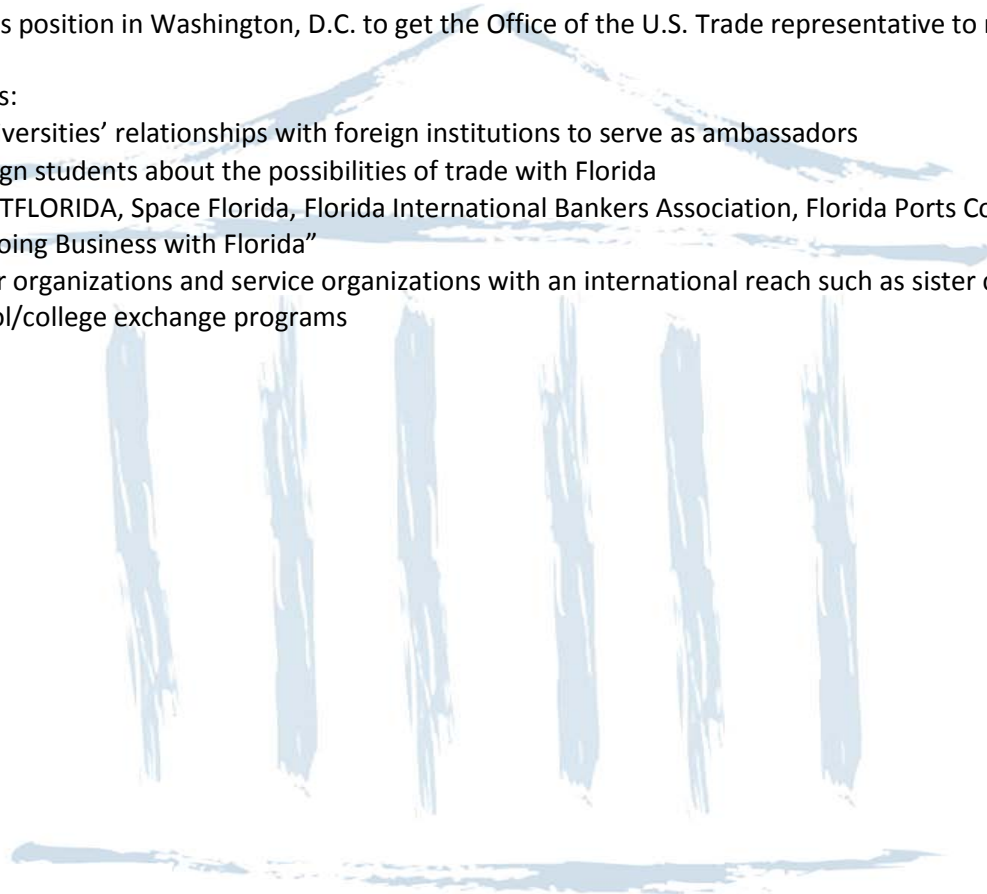 s position in Washington, D.C. to get the Office of the U.S. Trade representative to
s:
versities’ relationships with foreign institutions to serve as ambassadors
gn students about the possibilities of trade with Florida
TFLORIDA, Space Florida, Florida International Bankers Association, Florida Ports Co
oing Business with Florida”
r organizations and service organizations with an international reach such as sister
ol/college exchange programs